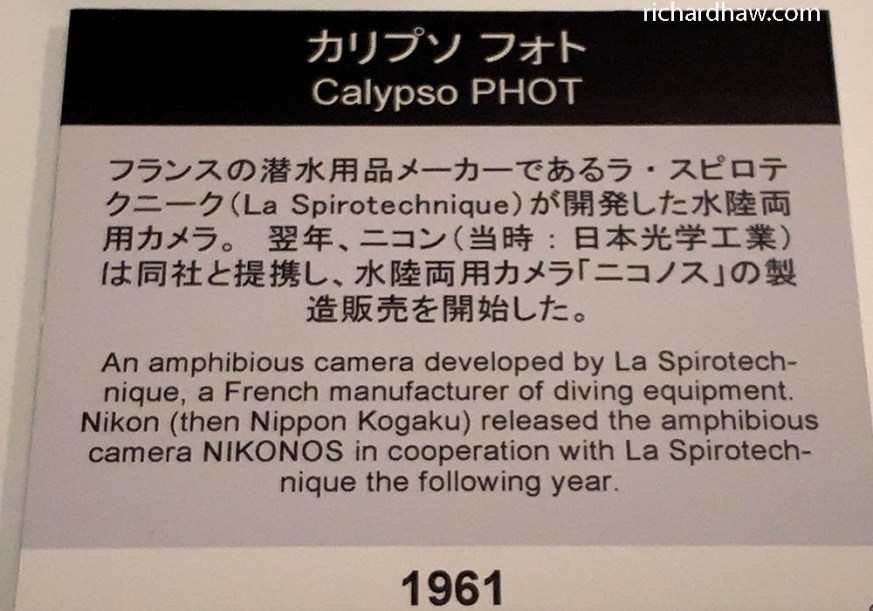 richardhaw.com
カリプソ フォト
Calypso PHOT
フランスの潜水用品メーカーであるラ・スピロテ
クニーク(La Spirotechnique)が開発した水陸両
用カメラ。 翌年、ニコン(当時：日本光学工業)
は同社と提携し、水陸両用カメラ「ニコノス」の製
造販売を開始した。
An amphibious camera developed by La Spirotech-
nique, a French manufacturer of diving equipment.
Nikon (then Nippon Kogaku) released the amphibious
camera NIKONOS in cooperation with La Spirotech-
nique the following year.
1961